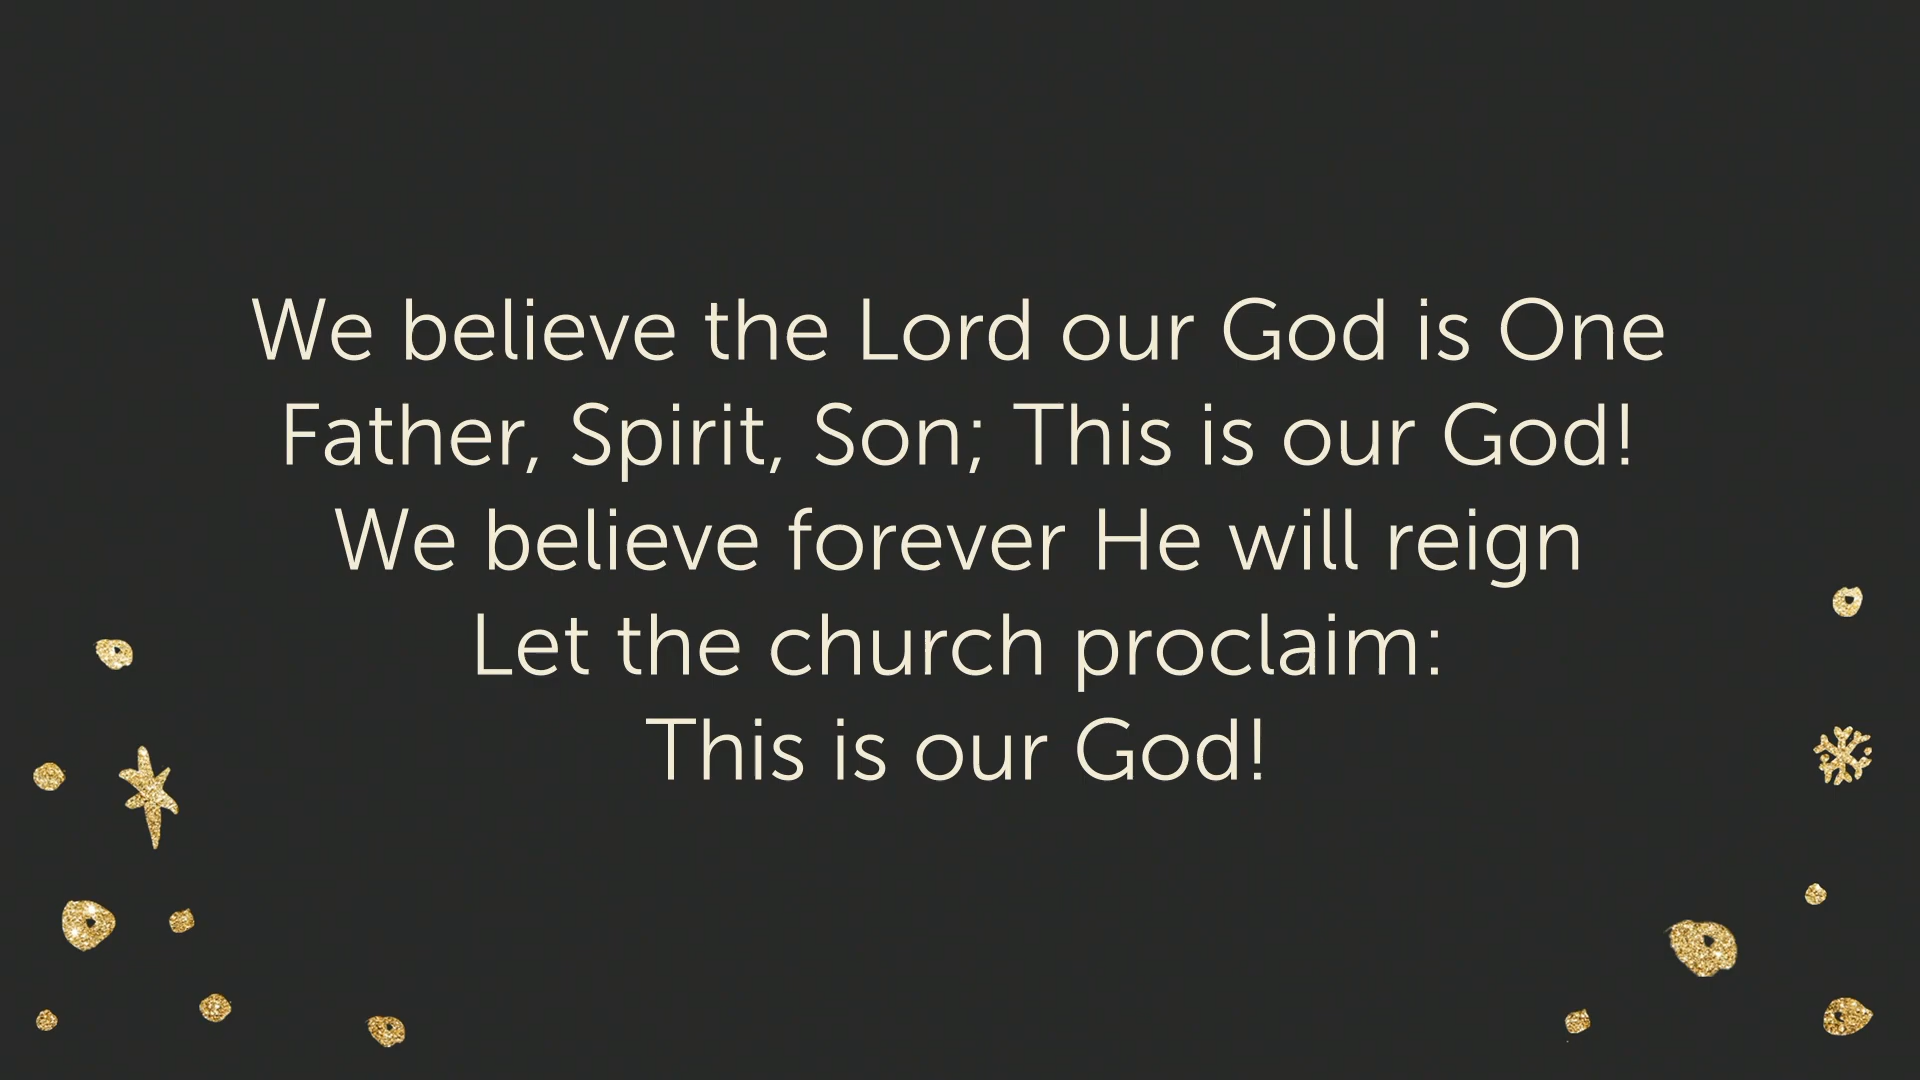 We believe the Lord our God is One
Father, Spirit, Son; This is our God!
We believe forever He will reign
Let the church proclaim:
This is our God!